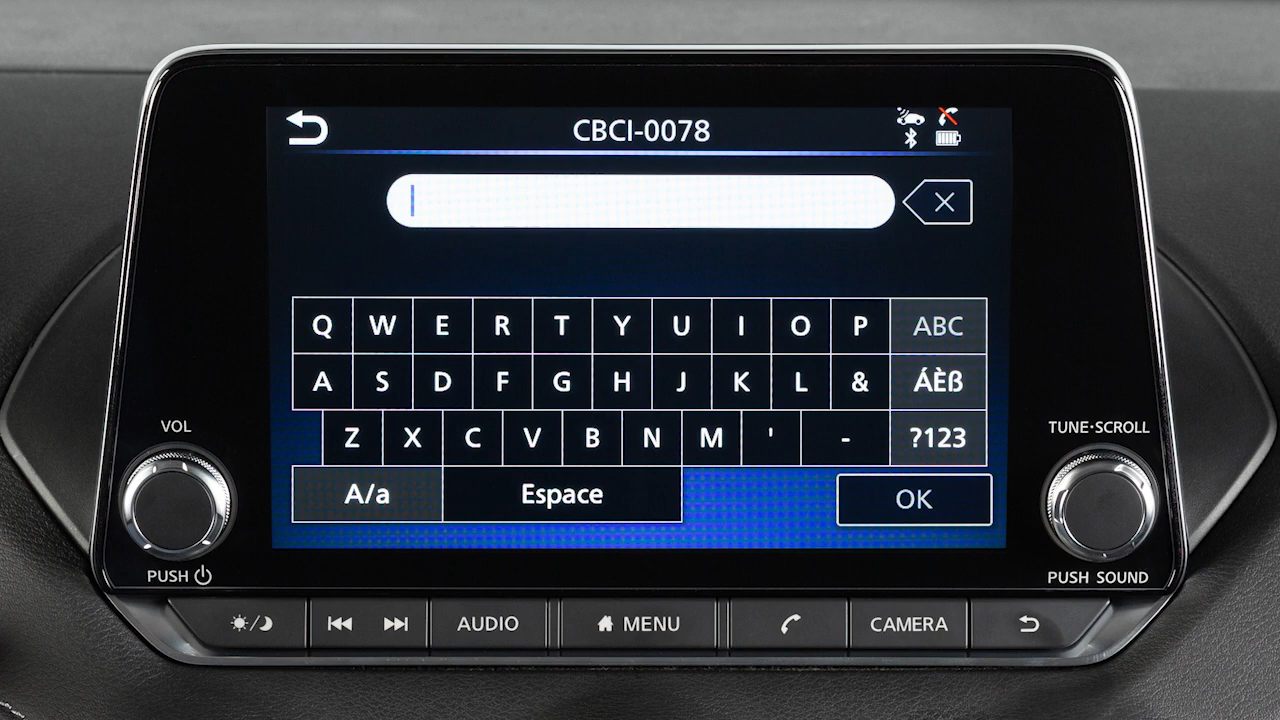 CBCI-0078
Q W E R T Y U I O P ABC
A S D F G H J K L & ÁÈß
Z X C V B N M ' - ?123
A/a Espace OK
VOL
PUSH
TUNE·SCROLL
PUSH SOUND
AUDIO MENU CAMERA